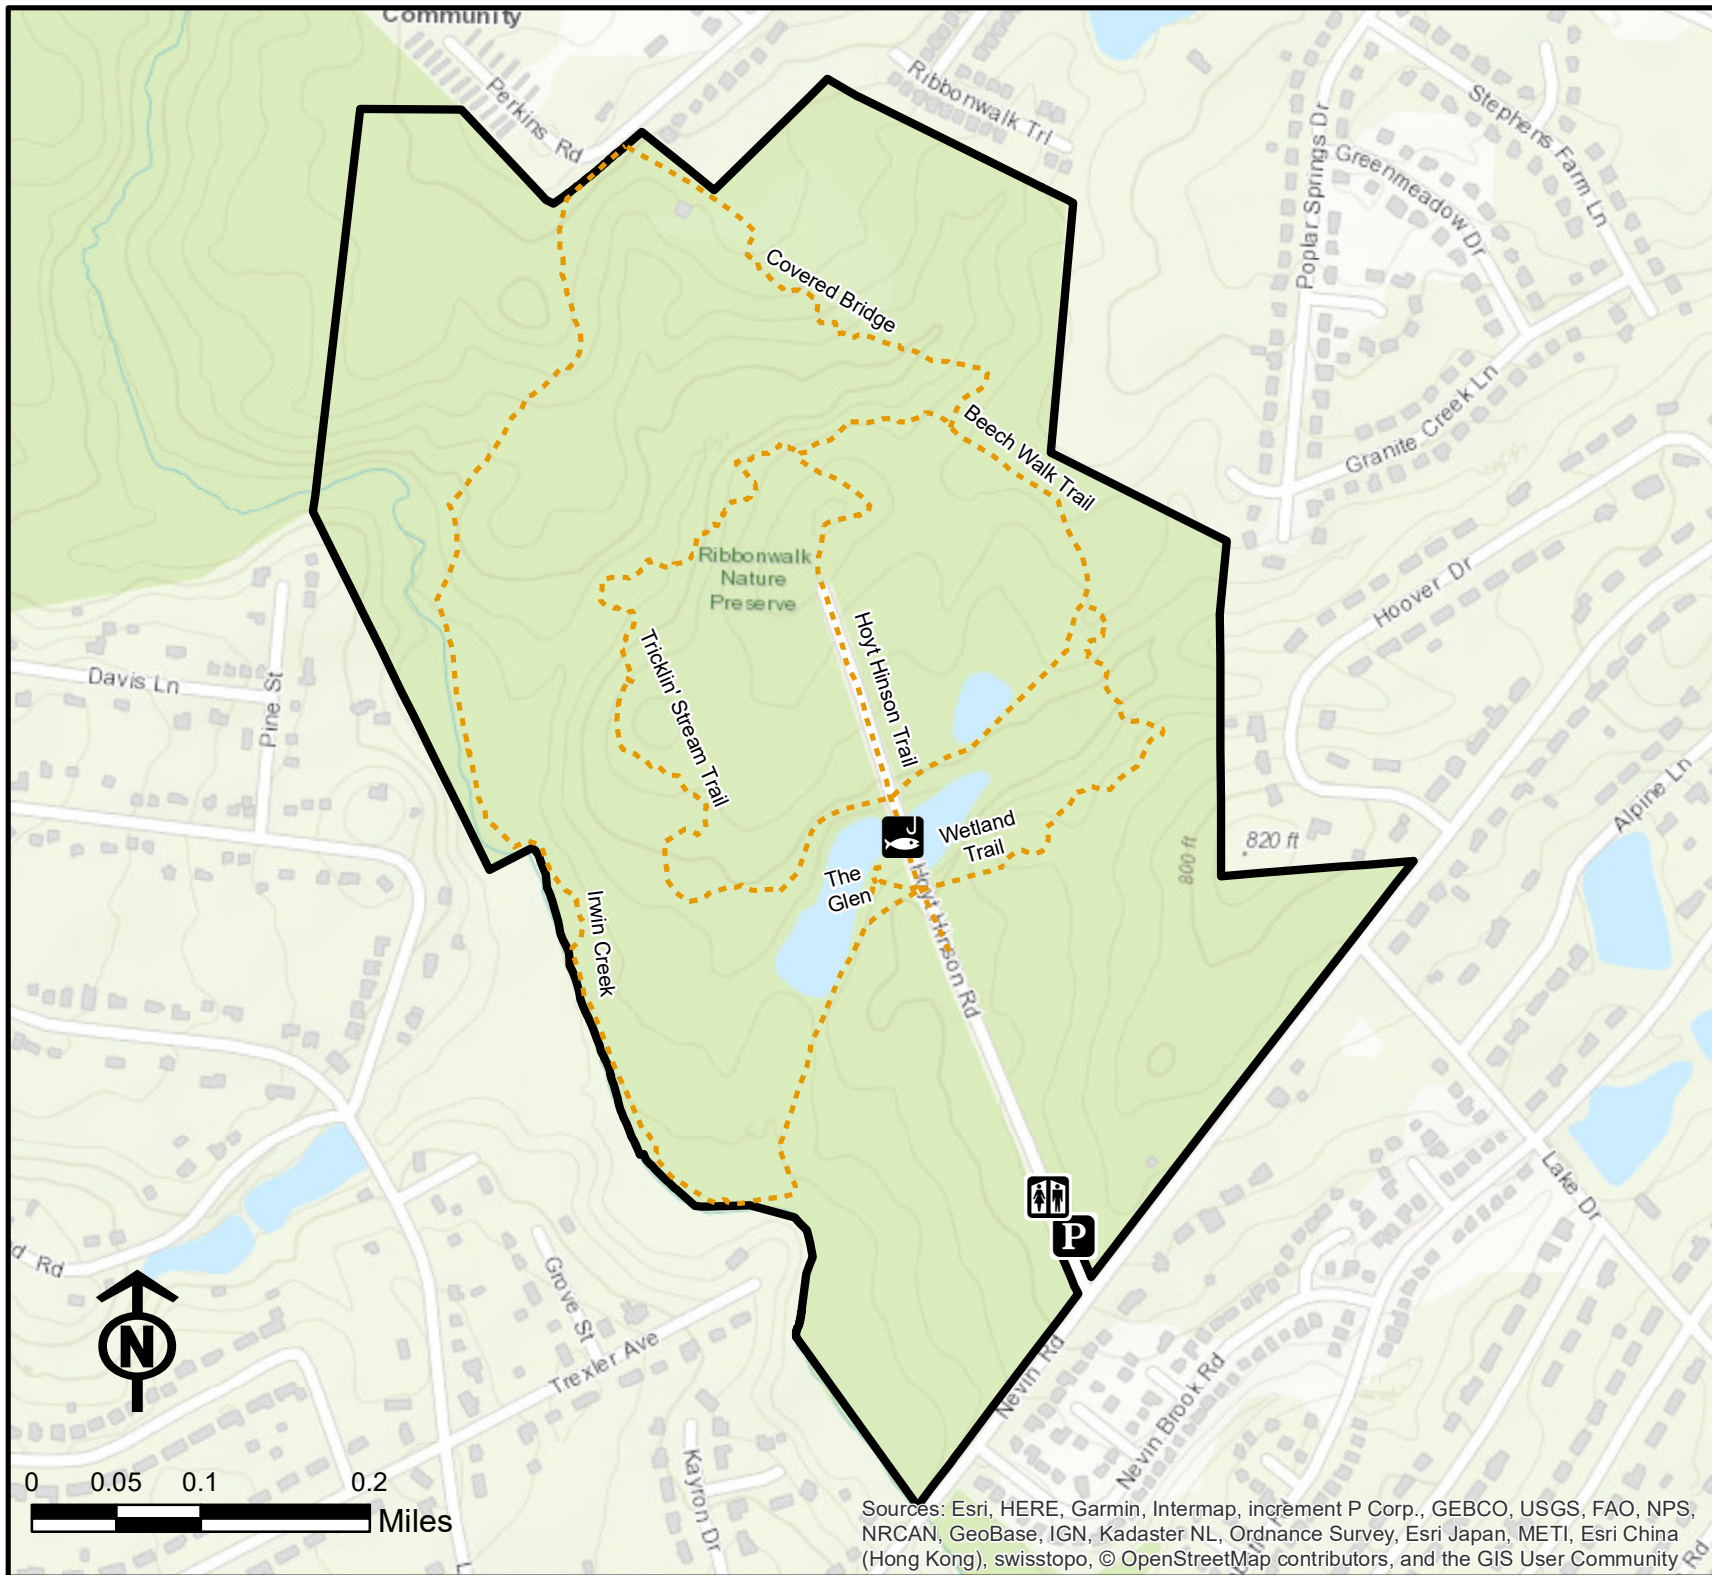 Community
Perkins Rd
Ribbonwalk Trl
Poplar Springs Dr
Stephens Farm Ln
Greenmeadow Dr
Granite Creek Ln
Hoover Dr
Alpine Ln
Covered Bridge
Beech Walk Trail
Ribbonwalk
Nature
Preserve
Hoyt Hinson Trail
Tricklin' Stream Trail
Davis Ln
Pine St
Wetland
Trail
The
Glen
Hoyt Hinson Rd
800 ft
820 ft
Irwin Creek
Lake Dr
P
d Rd
N
Grove St
Trexler Ave
Nevin Rd
Nevin Brook Rd
Kayron Dr
0 0.05 0.1 0.2
Miles
L
Rd
Sources: Esri, HERE, Garmin, Intermap, increment P Corp., GEBCO, USGS, FAO, NPS,
NRCAN, GeoBase, IGN, Kadaster NL, Ordnance Survey, Esri Japan, METI, Esri China
(Hong Kong), swisstopo, © OpenStreetMap contributors, and the GIS User Community